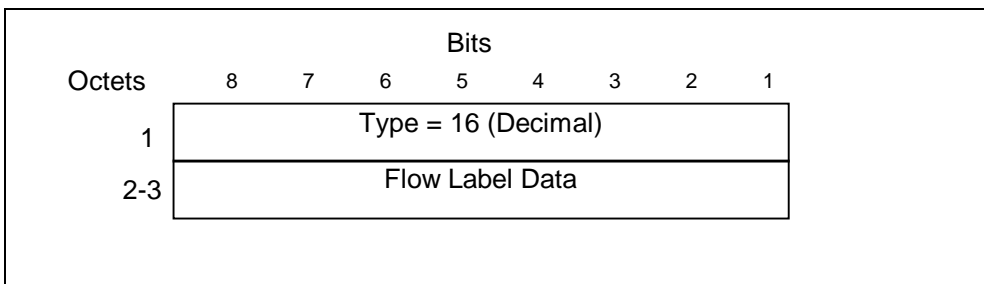 Bits
Octets 8 7 6 5 4 3 2 1
1 Type = 16 (Decimal)
2-3 Flow Label Data